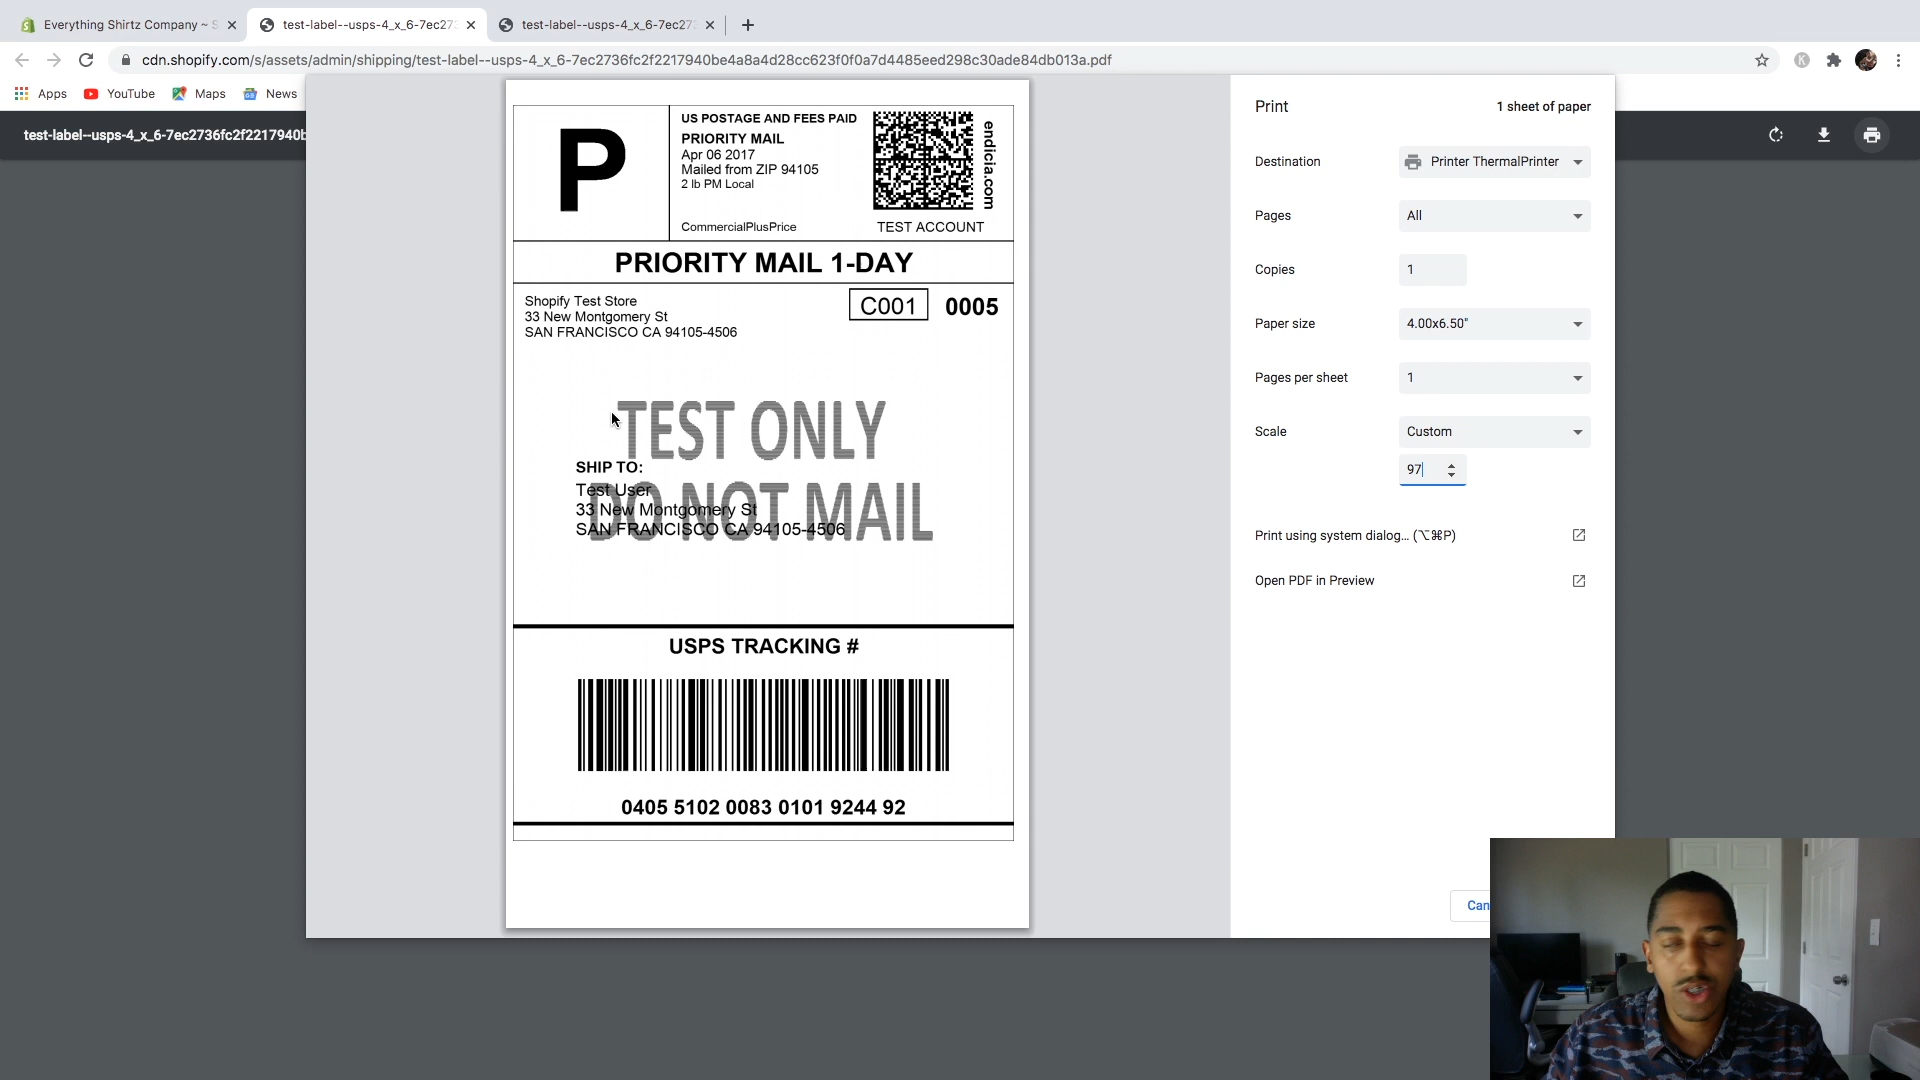 Everything Shirtz Company ~ S
test-label--usps-4_x_6-7ec27
test-label--usps-4_x_6-7ec27
cdn.shopify.com/s/assets/admin/shipping/test-label--usps-4_x_6-7ec2736fc2f2217940be4a8a4d28cc623f0f0a7d4485eed298c30ade84db013a.pdf
K
Apps
YouTube
Maps
News
test-label--usps-4_x_6-7ec2736fc2f2217940b
P
US POSTAGE AND FEES PAID
PRIORITY MAIL
Apr 06 2017
Mailed from ZIP 94105
2 lb PM Local
CommercialPlusPrice
endicia.com
TEST ACCOUNT
PRIORITY MAIL 1-DAY
Shopify Test Store
33 New Montgomery St
SAN FRANCISCO CA 94105-4506
C001
0005
TEST ONLY
DO NOT MAIL
SHIP TO:
Test User
33 New Montgomery St
SAN FRANCISCO CA 94105-4506
USPS TRACKING #
0405 5102 0083 0101 9244 92
Print
1 sheet of paper
Destination
Printer ThermalPrinter
Pages
All
Copies
1
Paper size
4.00x6.50"
Pages per sheet
1
Scale
Custom
97
Print using system dialog... (⌥⌘P)
Open PDF in Preview
Can